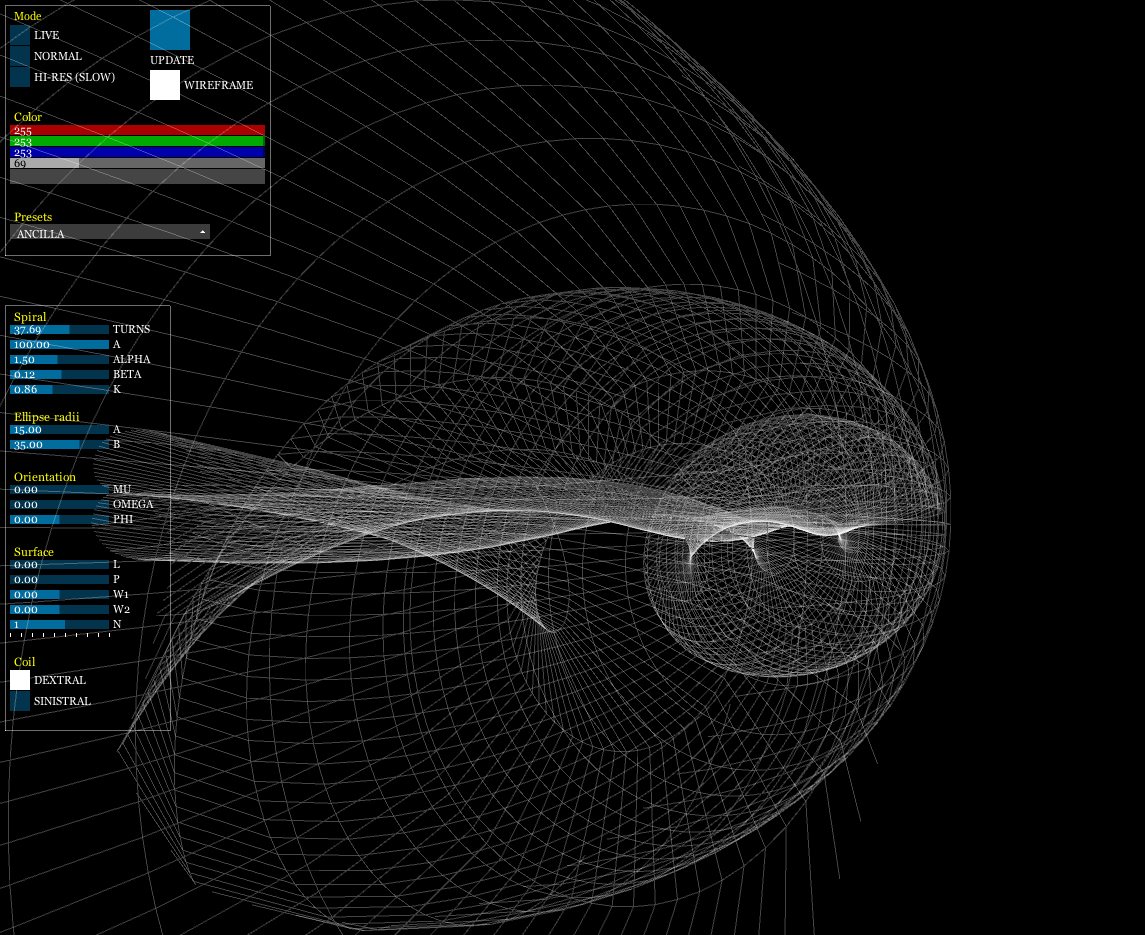 Mode
LIVE
NORMAL
HI-RES (SLOW)
UPDATE
WIREFRAME
Color
255
253
253
69
Presets
ANCILLA
Spiral
37.69 TURNS
100.00 A
1.50 ALPHA
0.12 BETA
0.86 K
Ellipse radii
15.00 A
35.00 B
Orientation
0.00 MU
0.00 OMEGA
0.00 PHI
Surface
0.00 L
0.00 P
0.00 W1
0.00 W2
1 N
Coil
DEXTRAL
SINISTRAL